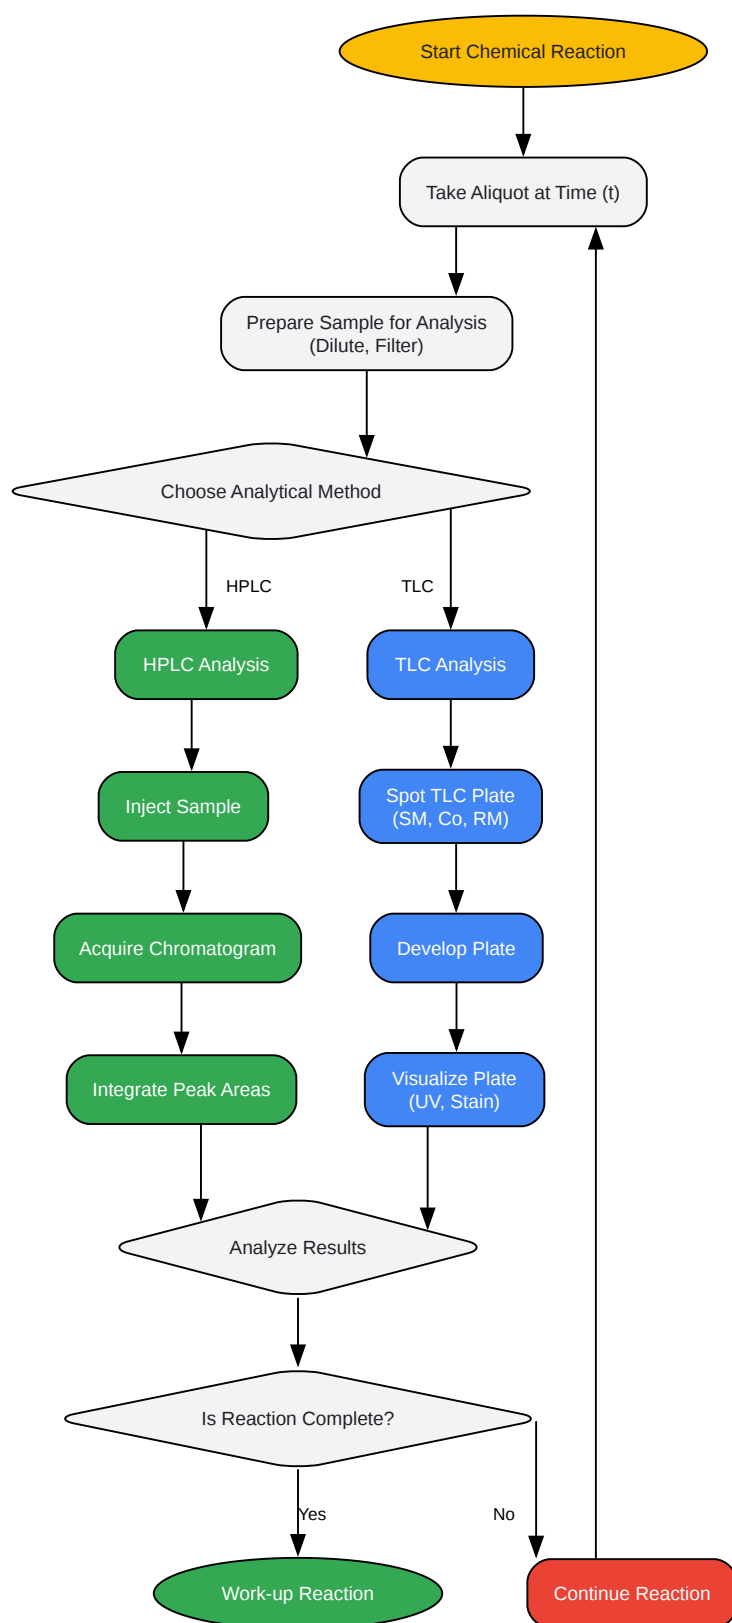 Start Chemical Reaction
Take Aliquot at Time (t)
Prepare Sample for Analysis
(Dilute, Filter)
Choose Analytical Method
HPLC
TLC
HPLC Analysis
TLC Analysis
Inject Sample
Spot TLC Plate
(SM, Co, RM)
Acquire Chromatogram
Develop Plate
Integrate Peak Areas
Visualize Plate
(UV, Stain)
Analyze Results
Is Reaction Complete?
Yes
No
Work-up Reaction
Continue Reaction